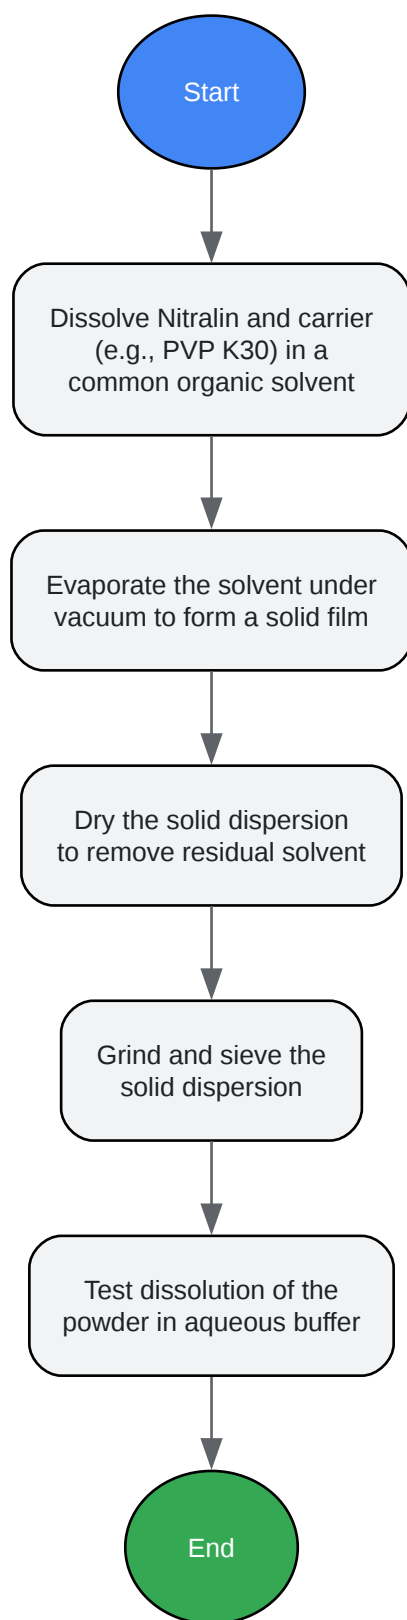 Start
Dissolve Nitralin and carrier
(e.g., PVP K30) in a
common organic solvent
Evaporate the solvent under
vacuum to form a solid film
Dry the solid dispersion
to remove residual solvent
Grind and sieve the
solid dispersion
Test dissolution of the
powder in aqueous buffer
End